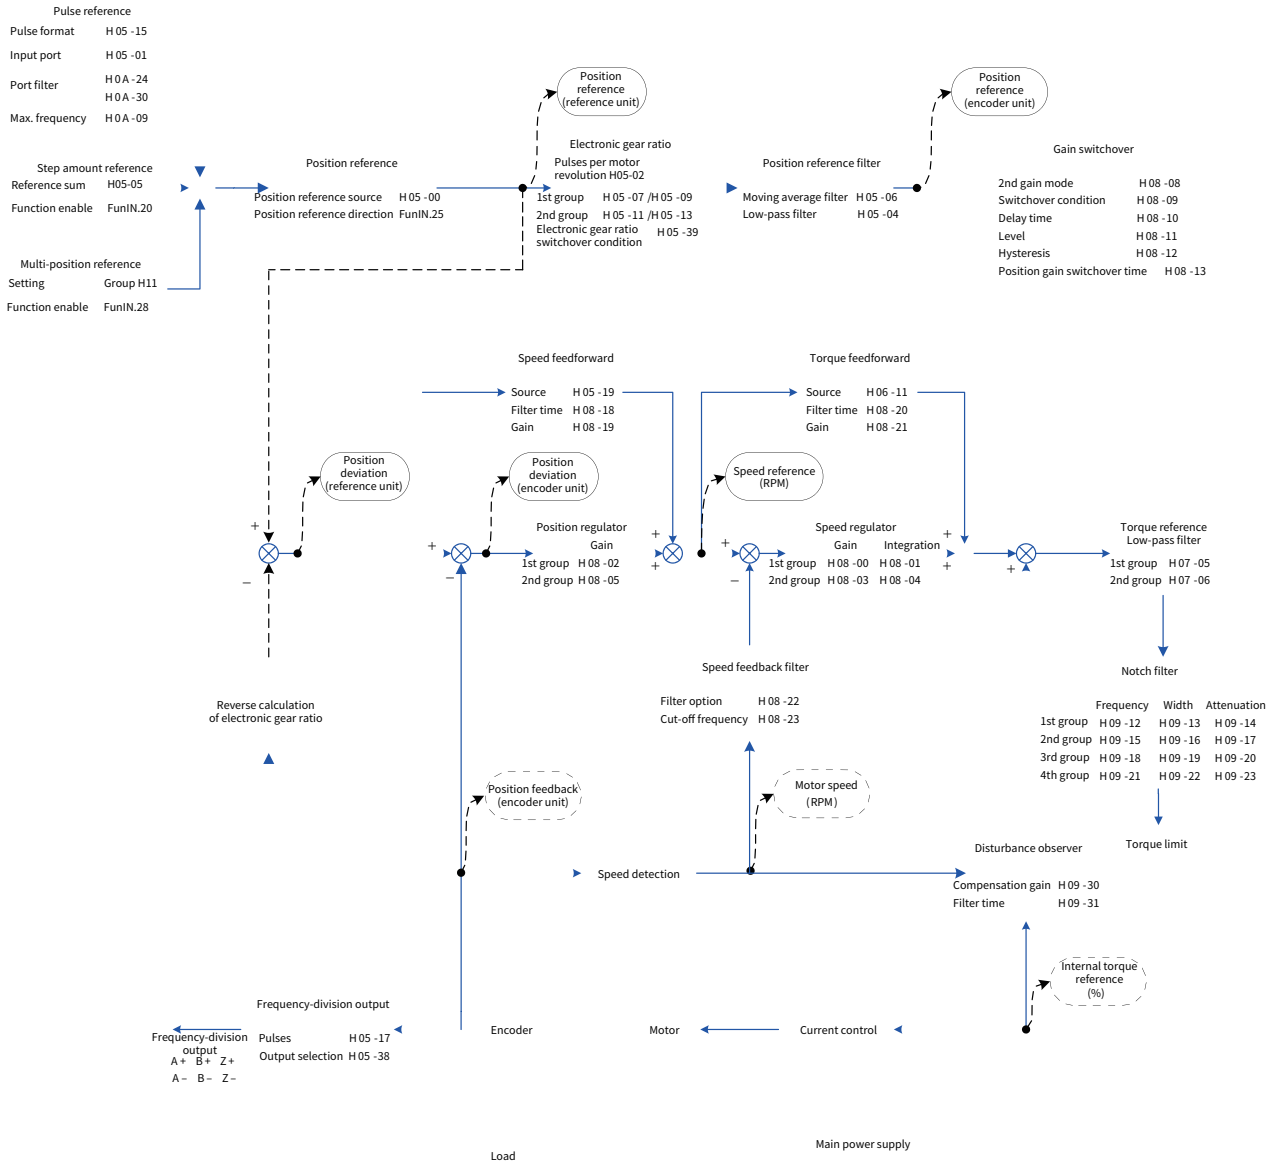 Pulse reference
Pulse format H05-15
Input port H05-01
Port filter H0A-24
H0A-30
Max. frequency H0A-09
Step amount reference
Reference sum H05-05
Function enable FunIN.20
Multi-position reference
Setting Group H11
Function enable FunIN.28
Position reference
Position reference source H05-00
Position reference direction FunIN.25
Position
reference
(reference unit)
Electronic gear ratio
Pulses per motor
revolution H05-02
1st group H05-07 /H05-09
2nd group H05-11 /H05-13
Electronic gear ratio
switchover condition H05-39
Position reference filter
Moving average filter H05-06
Low-pass filter H05-04
Position
reference
(encoder unit)
Gain switchover
2nd gain mode H08-08
Switchover condition H08-09
Delay time H08-10
Level H08-11
Hysteresis H08-12
Position gain switchover time H08-13
Speed feedforward
Source H05-19
Filter time H08-18
Gain H08-19
Torque feedforward
Source H06-11
Filter time H08-20
Gain H08-21
Position
deviation
(reference unit)
Position
deviation
(encoder unit)
Speed reference
(RPM)
+
–
+
–
Position regulator
Gain
1st group H08-02
2nd group H08-05
+
+
+
–
Speed regulator
Gain Integration
1st group H08-00 H08-01
2nd group H08-03 H08-04
+
+
+
Torque reference
Low-pass filter
1st group H07-05
2nd group H07-06
Speed feedback filter
Filter option H08-22
Cut-off frequency H08-23
Notch filter
Frequency Width Attenuation
1st group H09-12 H09-13 H09-14
2nd group H09-15 H09-16 H09-17
3rd group H09-18 H09-19 H09-20
4th group H09-21 H09-22 H09-23
Reverse calculation
of electronic gear ratio
Position feedback
(encoder unit)
Motor speed
(RPM)
Torque limit
Speed detection
Disturbance observer
Compensation gain H09-30
Filter time H09-31
Internal torque
reference
(%)
Frequency-division output
Pulses H05-17
Output selection H05-38
Frequency-division
output
A+ B+ Z+
A– B– Z–
Encoder
Motor
Current control
Load
Main power supply